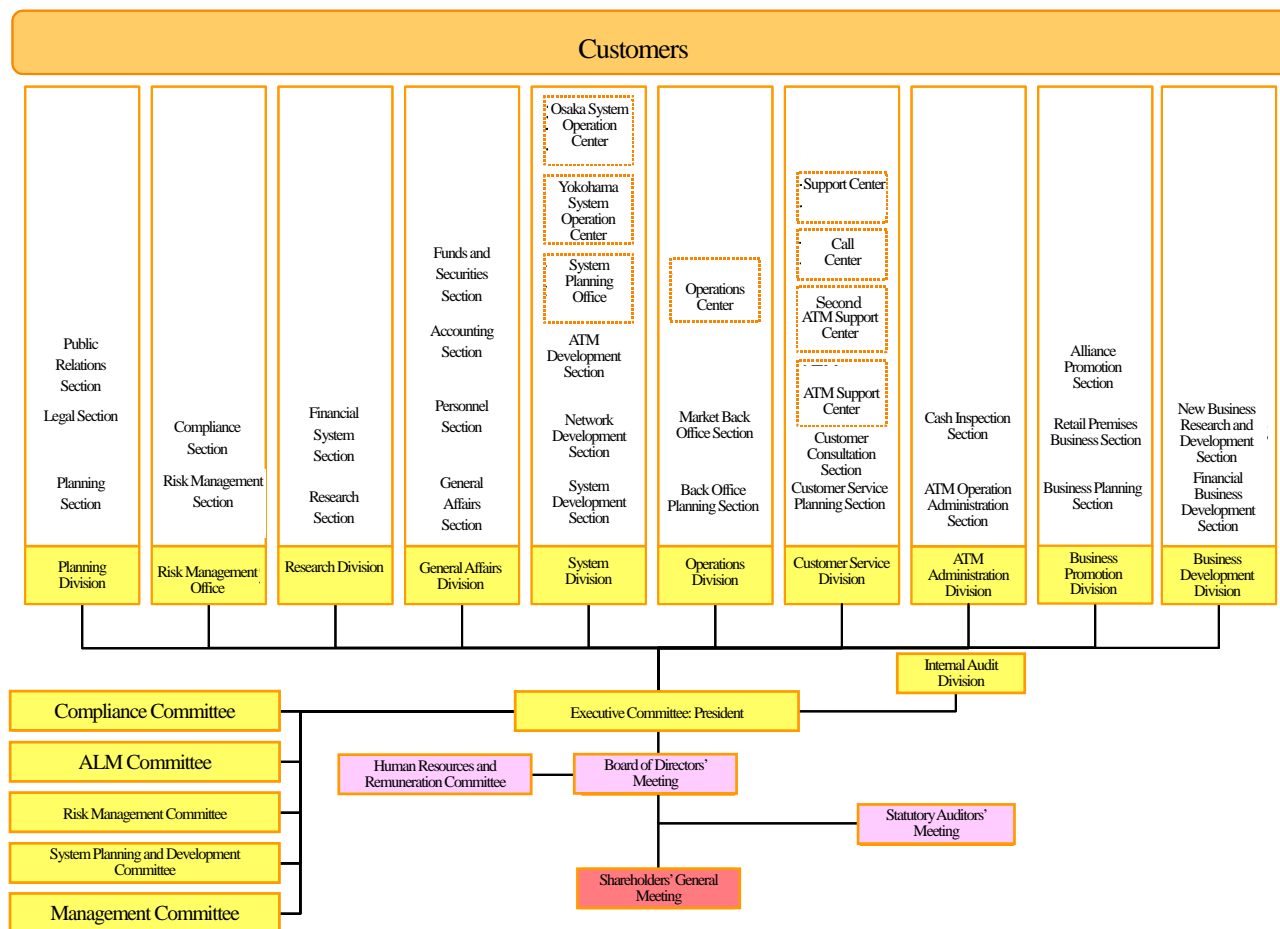 Customers
Public
Relations
Section
Legal Section
Planning
Section
Planning
Division
Compliance
Section
Risk Management
Section
Risk Management
Office
Financial
System
Section
Research
Section
Research Division
Funds and
Securities
Section
Accounting
Section
Personnel
Section
General
Affairs
Section
General Affairs
Division
Osaka System
Operation
Center
Yokohama
System
Operation
Center
System
Planning
Office
ATM
Development
Section
Network
Development
Section
System
Development
Section
System
Division
Operations
Center
Market Back
Office Section
Back Office
Planning Section
Operations
Division
Support Center
Call
Center
Second
ATM Support
Center
ATM Support
Center
Customer
Consultation
Section
Customer Service
Planning Section
Customer Service
Division
Cash Inspection
Section
ATM Operation
Administration
Section
ATM
Administration
Division
Alliance
Promotion
Section
Retail Premises
Business Section
Business Planning
Section
Business
Promotion
Division
New Business
Research and
Development
Section
Financial
Business
Development
Section
Business
Development
Division
Internal Audit
Division
Executive Committee: President
Compliance Committee
ALM Committee
Risk Management Committee
System Planning and Development
Committee
Management Committee
Human Resources and
Remuneration Committee
Board of Directors’
Meeting
Statutory Auditors’
Meeting
Shareholders’ General
Meeting